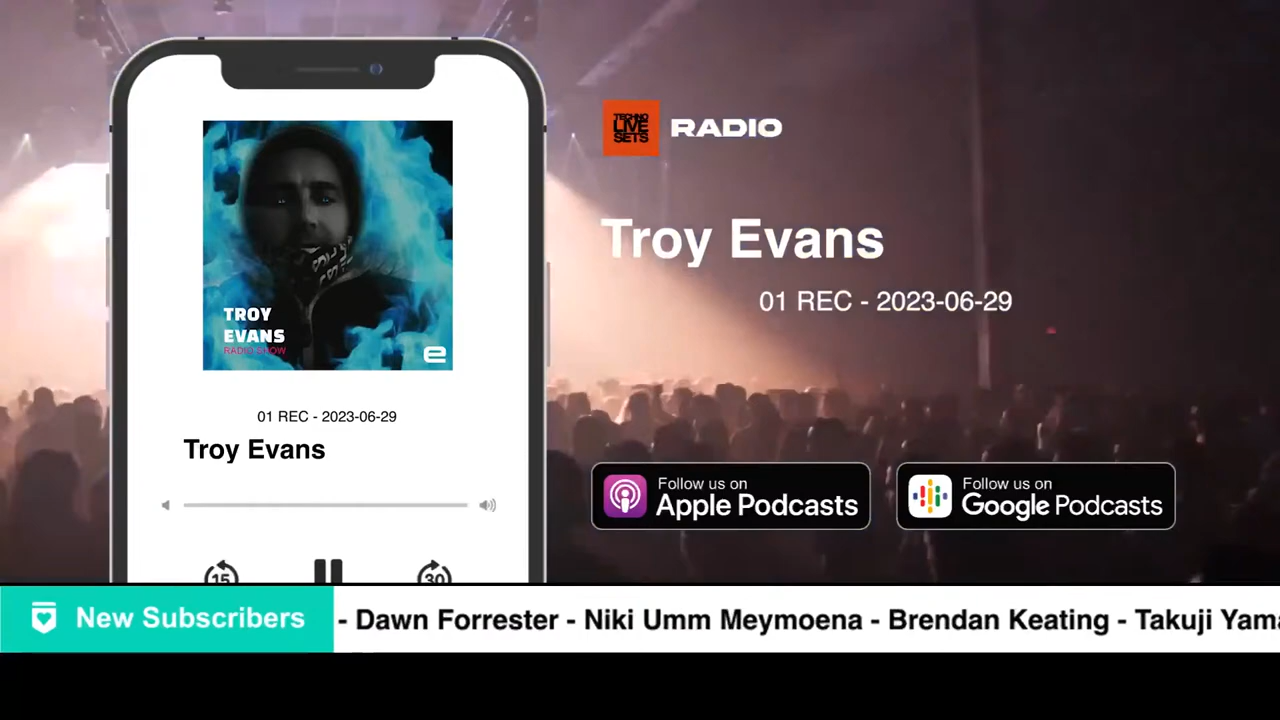 TROY
EVANS
RADIO SHOW
e
01 REC - 2023-06-29
Troy Evans
15
30
TECHNO
LIVE
SETS
RADIO
Troy Evans
01 REC - 2023-06-29
Follow us on
Apple Podcasts
Follow us on
Google Podcasts
New Subscribers
- Dawn Forrester - Niki Umm Meymoena - Brendan Keating - Takuji